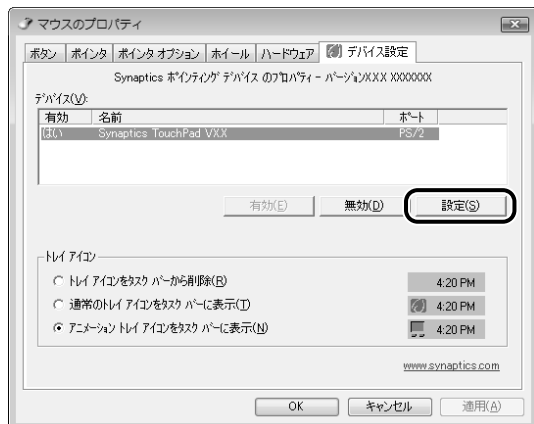 マウスのプロパティ
ボタン ポインタ ポインタ オプション ホイール ハードウェア デバイス設定
Synaptics ポインティング デバイス のプロパティ - バージョンXXX XXXXXXX
デバイス(V):
有効 名前 ポート
はい Synaptics TouchPad VXX PS/2
有効(E) 無効(D) 設定(S)
トレイ アイコン
トレイ アイコンをタスク バーから削除(R) 4:20 PM
通常のトレイ アイコンをタスク バーに表示(T) 4:20 PM
アニメーション トレイ アイコンをタスク バーに表示(N) 4:20 PM
www.synaptics.com
OK キャンセル 適用(A)